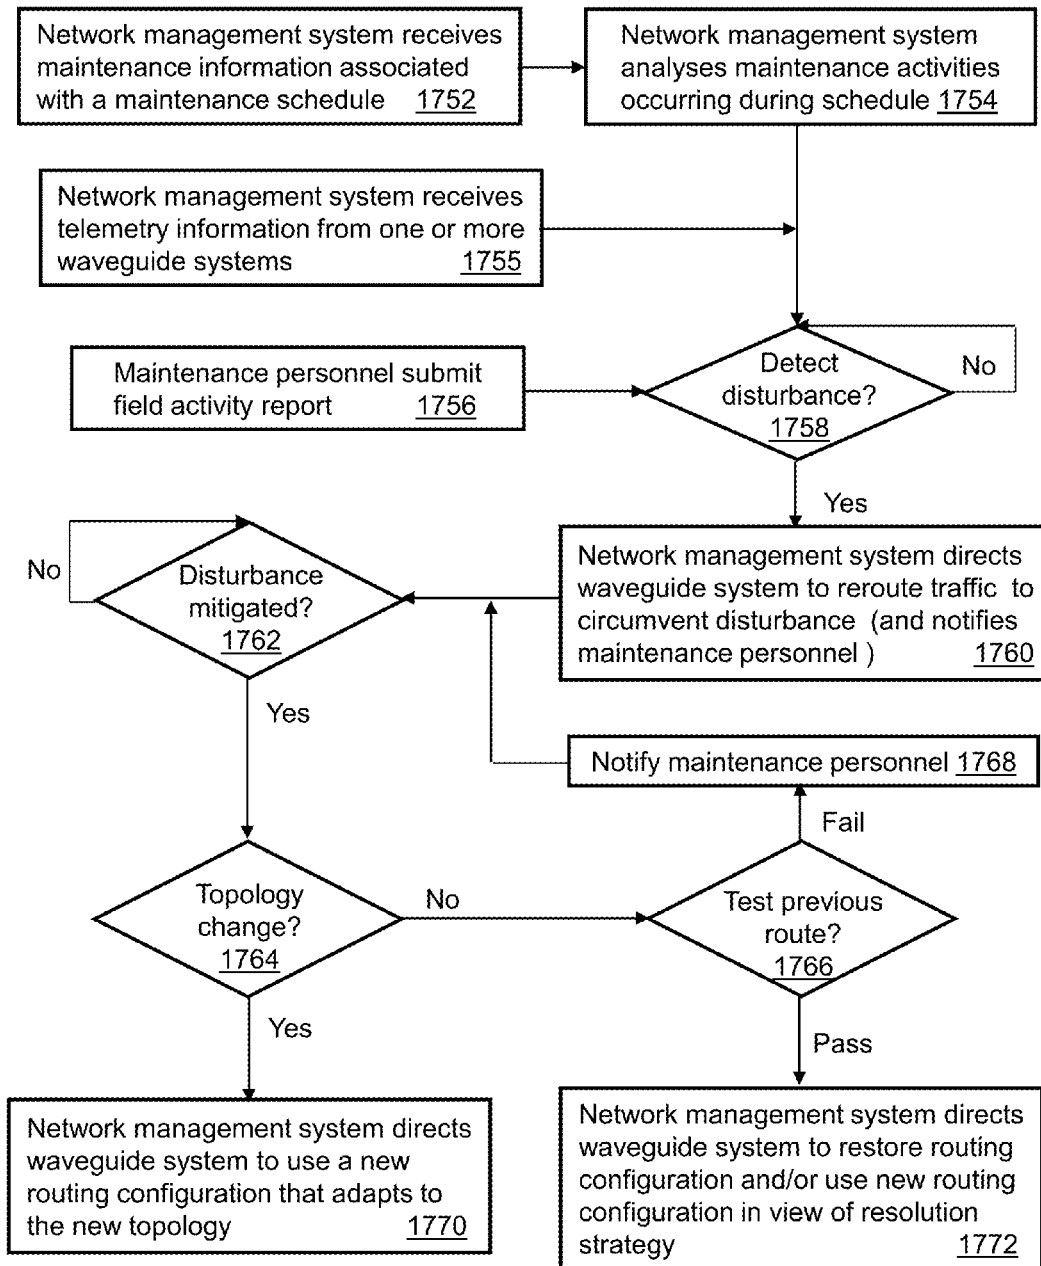 Network management system receives
maintenance information associated
with a maintenance schedule 1752
Network management system
analyses maintenance activities
occurring during schedule 1754
Network management system receives
telemetry information from one or more
waveguide systems 1755
Maintenance personnel submit
field activity report 1756
Detect
disturbance?
1758
No
Yes
Network management system directs
waveguide system to reroute traffic to
circumvent disturbance (and notifies
maintenance personnel ) 1760
Disturbance
mitigated?
1762
No
Yes
Notify maintenance personnel 1768
Fail
Topology
change?
1764
No
Test previous
route?
1766
Yes
Pass
Network management system directs
waveguide system to use a new
routing configuration that adapts to
the new topology 1770
Network management system directs
waveguide system to restore routing
configuration and/or use new routing
configuration in view of resolution
strategy 1772